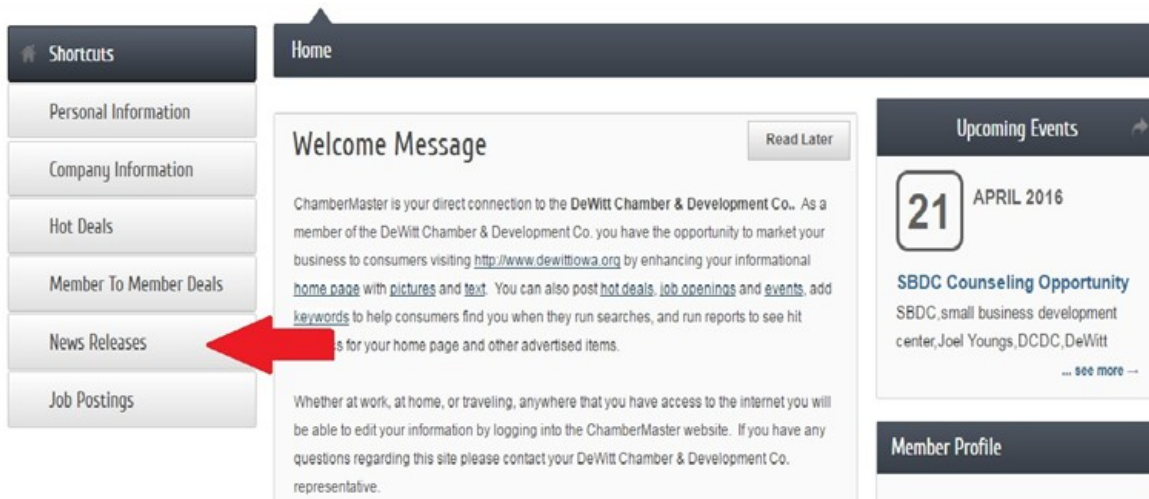 Shortcuts
Personal Information
Company Information
Hot Deals
Member To Member Deals
News Releases
Job Postings
Home
Welcome Message
Read Later
ChamberMaster is your direct connection to the DeWitt Chamber & Development Co.. As a
member of the DeWitt Chamber & Development Co. you have the opportunity to market your
business to consumers visiting http://www.dewittiowa.org by enhancing your informational
home page with pictures and text. You can also post hot deals, job openings and events, add
keywords to help consumers find you when they run searches, and run reports to see hit
for your home page and other advertised items.
Whether at work, at home, or traveling, anywhere that you have access to the internet you will
be able to edit your information by logging into the ChamberMaster website. If you have any
questions regarding this site please contact your DeWitt Chamber & Development Co.
representative.
Upcoming Events
21
APRIL 2016
SBDC Counseling Opportunity
SBDC,small business development
center,Joel Youngs,DCDC,DeWitt
... see more →
Member Profile